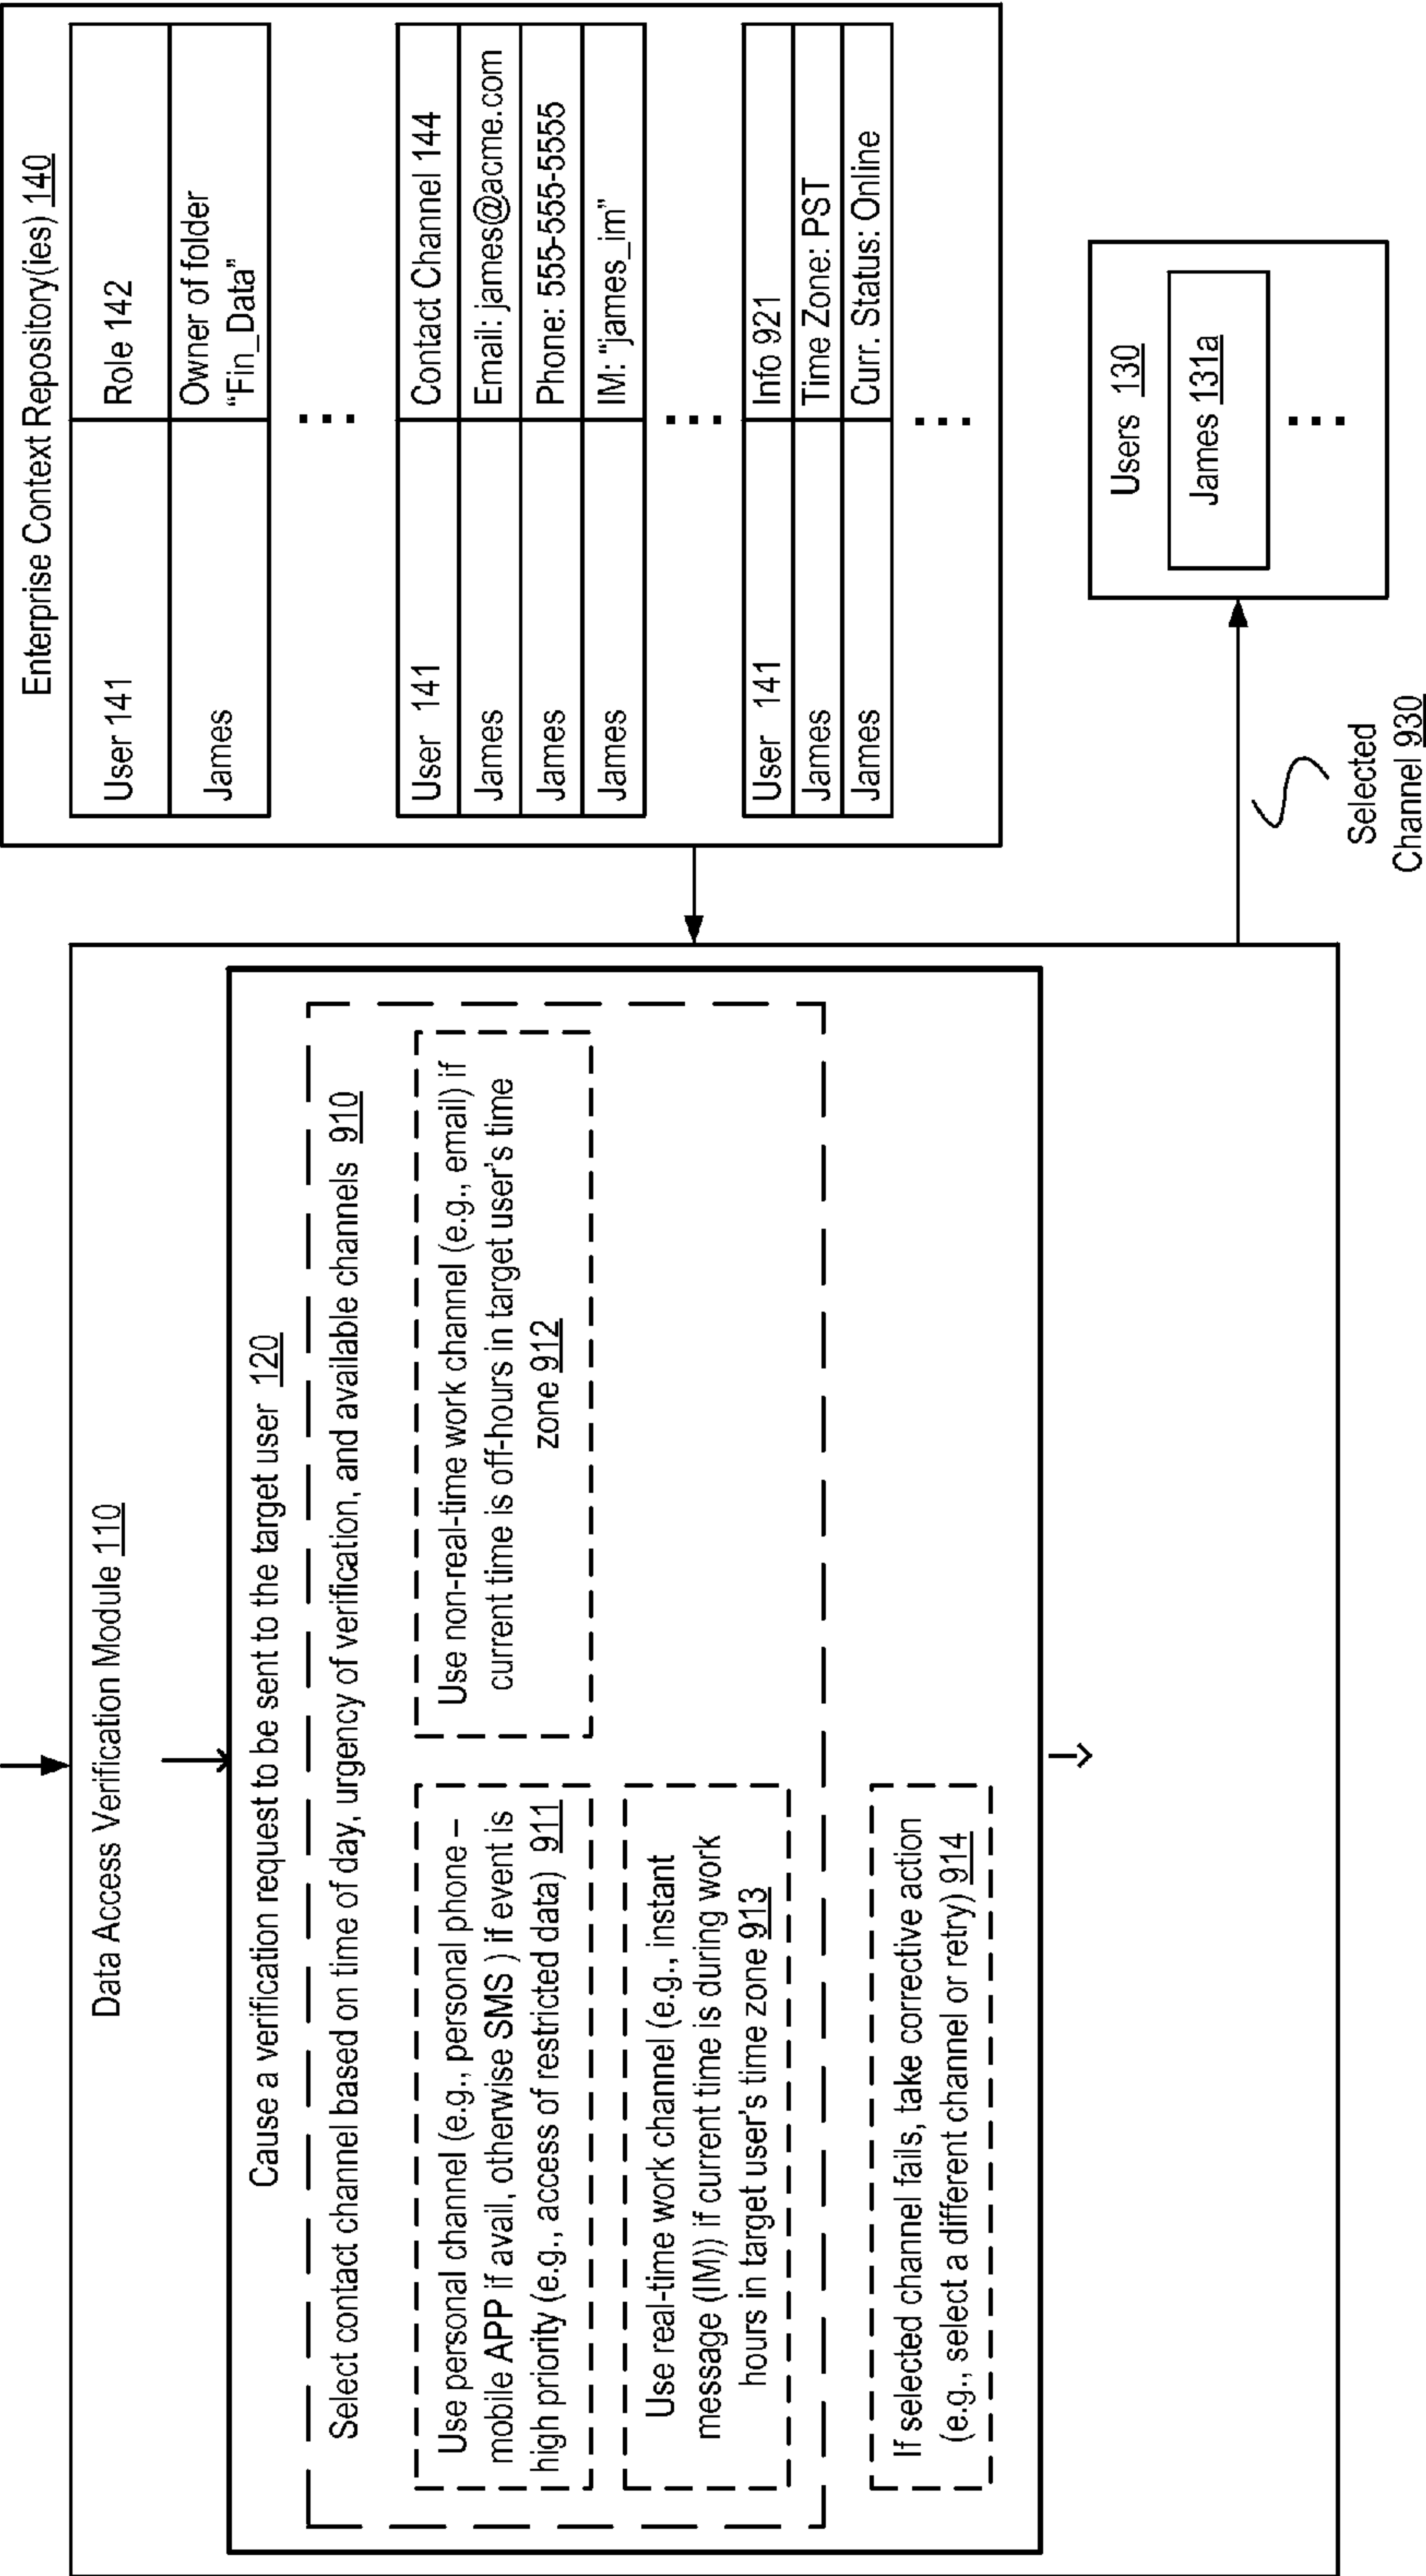 Data Access Verification Module 110
Cause a verification request to be sent to the target user 120
Select contact channel based on time of day, urgency of verification, and available channels 910
Use personal channel (e.g., personal phone –
mobile APP if avail, otherwise SMS ) if event is
high priority (e.g., access of restricted data) 911
Use non-real-time work channel (e.g., email) if
current time is off-hours in target user's time
zone 912
Use real-time work channel (e.g., instant
message (IM)) if current time is during work
hours in target user's time zone 913
If selected channel fails, take corrective action
(e.g., select a different channel or retry) 914
Enterprise Context Repository(ies) 140
User 141 Role 142
James Owner of folder
“Fin_Data”
User 141 Contact Channel 144
James Email: james@acme.com
James Phone: 555-555-5555
James IM: “james_im”
User 141 Info 921
James Time Zone: PST
James Curr. Status: Online
Selected
Channel 930
Users 130
James 131a